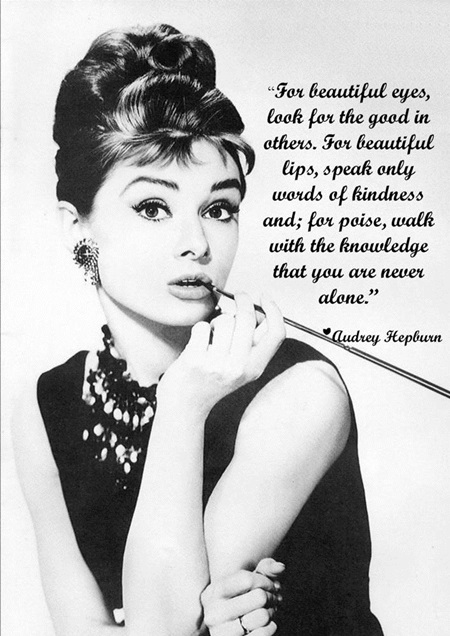 “For beautiful eyes,
look for the good in
others. For beautiful
lips, speak only
words of kindness
and; for poise, walk
with the knowledge
that you are never
alone.”
Audrey Hepburn